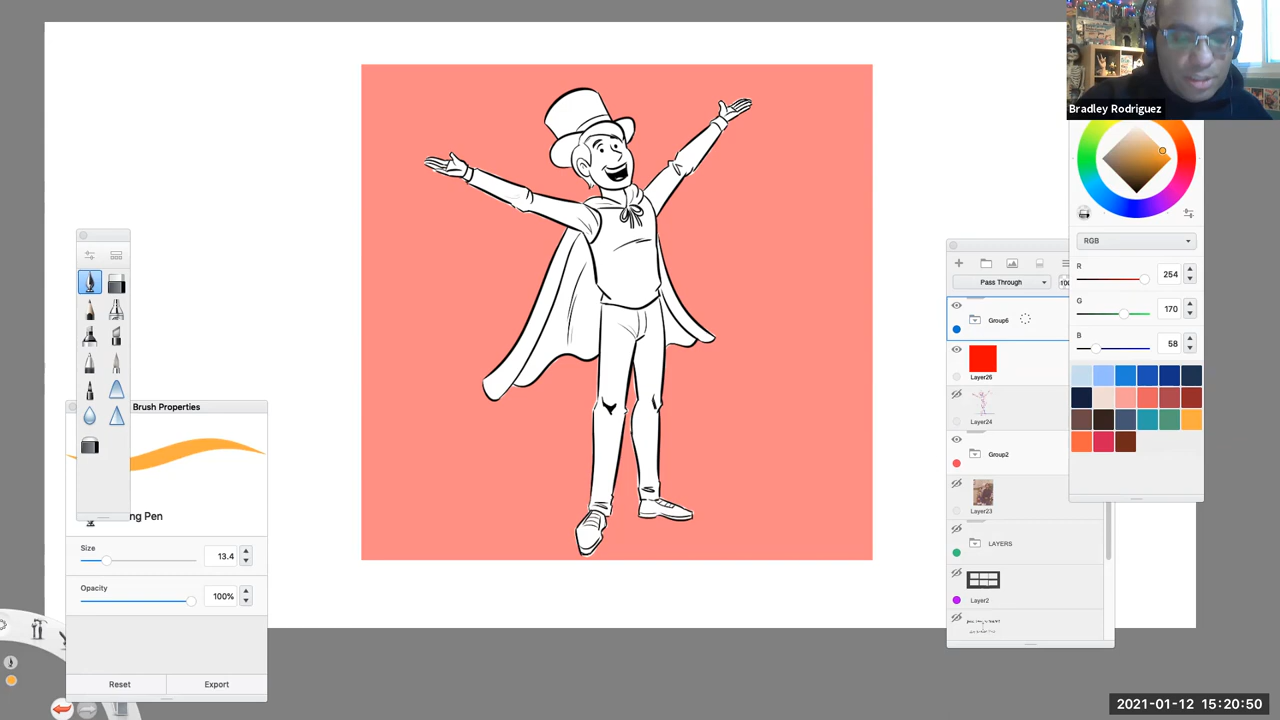 Bradley Rodriguez
RGB
R
254
G
170
B
58
Pass Through
Group6
Layer26
Layer24
Group2
Layer23
LAYERS
Layer2
Brush Properties
ng Pen
Size
13.4
Opacity
100%
Reset
Export
2021-01-12 15:20:50